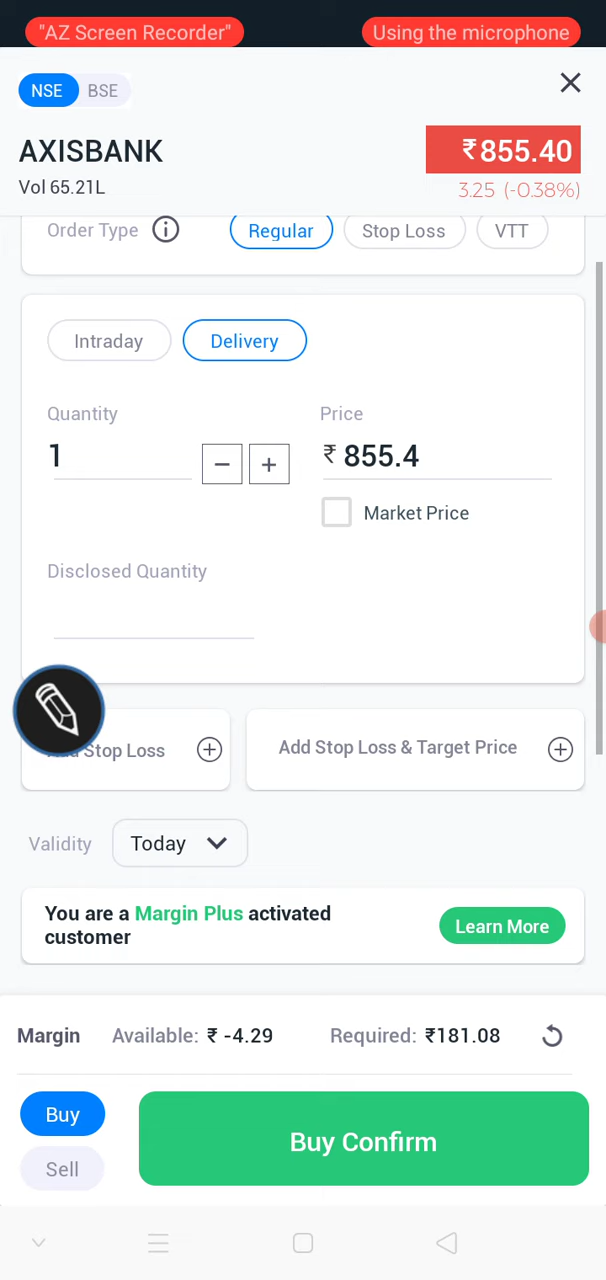 "AZ Screen Recorder" Using the microphone
NSE BSE
AXISBANK ₹855.40
Vol 65.21L 3.25 (-0.38%)
Order Type i Regular Stop Loss VTT
Intraday Delivery
Quantity Price
1 − + ₹ 855.4
Market Price
Disclosed Quantity
Stop Loss Add Stop Loss & Target Price
Validity Today
You are a Margin Plus activated
customer
Learn More
Margin Available: ₹ -4.29 Required: ₹181.08
Buy
Buy Confirm
Sell